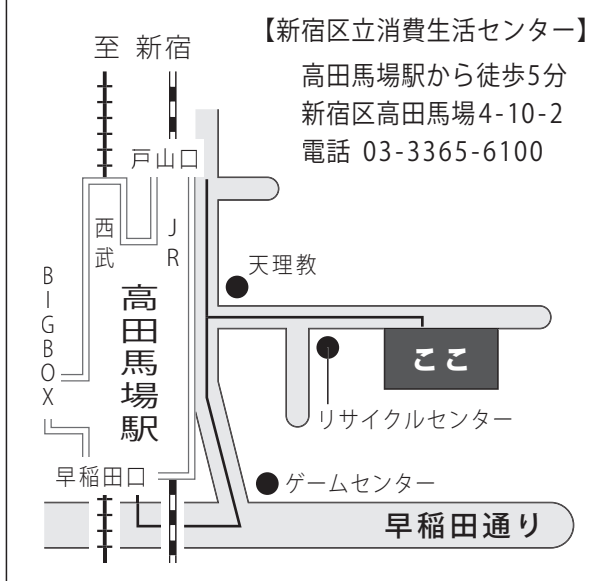 【新宿区立消費生活センター】
高田馬場駅から徒歩5分
新宿区高田馬場4-10-2
電話 03-3365-6100
至 新宿
戸山口
西武
JR
BIGBOX
高田馬場駅
天理教
ここ
リサイクルセンター
早稲田口
ゲームセンター
早稲田通り